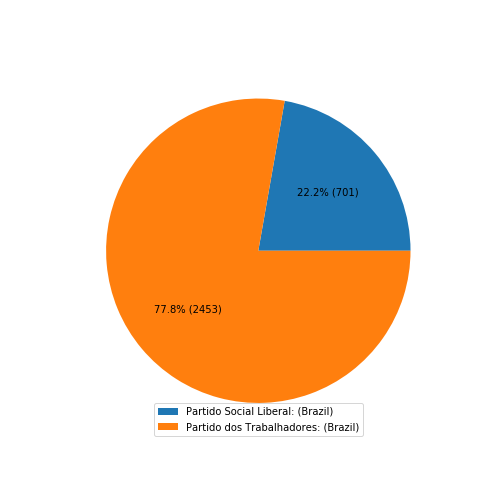 22.2% (701)
77.8% (2453)
Partido Social Liberal: (Brazil)
Partido dos Trabalhadores: (Brazil)